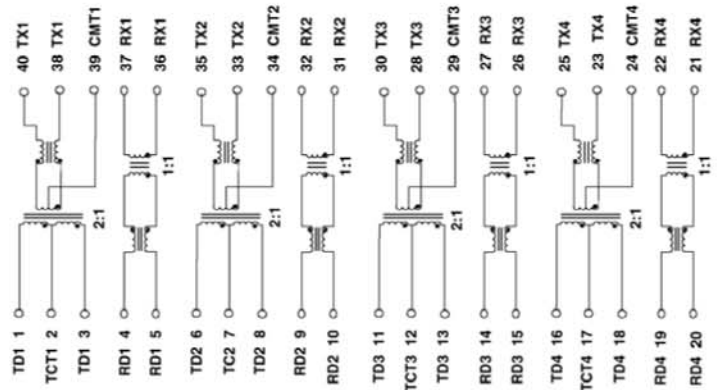 40 TX1
38 TX1
39 CMT1
37 RX1
36 RX1
35 TX2
33 TX2
34 CMT2
32 RX2
31 RX2
30 TX3
28 TX3
29 CMT3
27 RX3
26 RX3
25 TX4
23 TX4
24 CMT4
22 RX4
21 RX4
2:1
1:1
2:1
1:1
2:1
1:1
2:1
1:1
TD1 1
TCT1 2
TD1 3
RD1 4
RD1 5
TD2 6
TC2 7
TD2 8
RD2 9
RD2 10
TD3 11
TCT3 12
TD3 13
RD3 14
RD3 15
TD4 16
TCT4 17
TD4 18
RD4 19
RD4 20